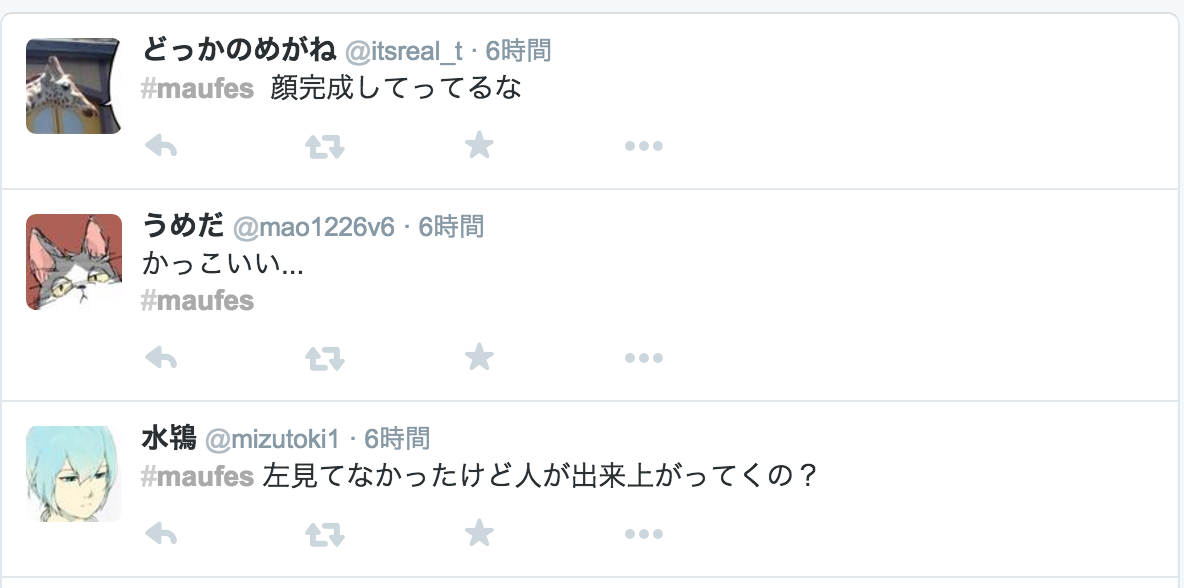 どっかのめがね @itsreal_t · 6時間
#maufes 顔完成してってるな
うめだ @mao1226v6 · 6時間
かっこいい...
#maufes
水鴇 @mizutoki1 · 6時間
#maufes 左見てなかったけど人が出来上がってくの？